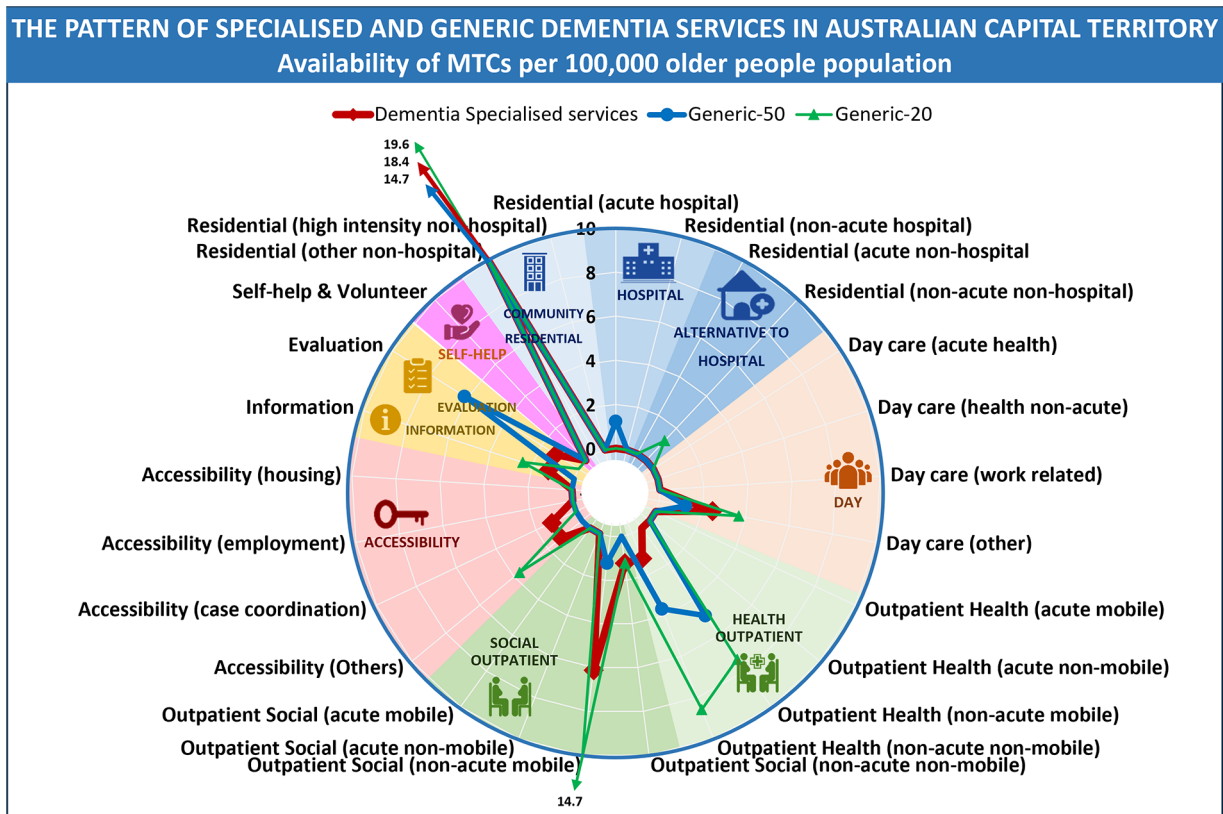 THE PATTERN OF SPECIALISED AND GENERIC DEMENTIA SERVICES IN AUSTRALIAN CAPITAL TERRITORY
Availability of MTCs per 100,000 older people population
Dementia Specialised services
Generic-50
Generic-20
19.6
18.4
14.7
Residential (acute hospital)
Residential (high intensity non-hospital)
Residential (non-acute hospital)
Residential (other non-hospital)
Residential (acute non-hospital
Self-help & Volunteer
Residential (non-acute non-hospital)
Evaluation
Day care (acute health)
Information
Day care (health non-acute)
Accessibility (housing)
Day care (work related)
Accessibility (employment)
Day care (other)
Accessibility (case coordination)
Outpatient Health (acute mobile)
Accessibility (Others)
Outpatient Health (acute non-mobile)
Outpatient Social (acute mobile)
Outpatient Health (non-acute mobile)
Outpatient Social (acute non-mobile)
Outpatient Health (non-acute non-mobile)
Outpatient Social (non-acute mobile)
Outpatient Social (non-acute non-mobile)
10
8
6
4
2
0
HOSPITAL
ALTERNATIVE TO
HOSPITAL
COMMUNITY
RESIDENTIAL
SELF-HELP
EVALUATION
INFORMATION
ACCESSIBILITY
DAY
HEALTH
OUTPATIENT
SOCIAL
OUTPATIENT
14.7